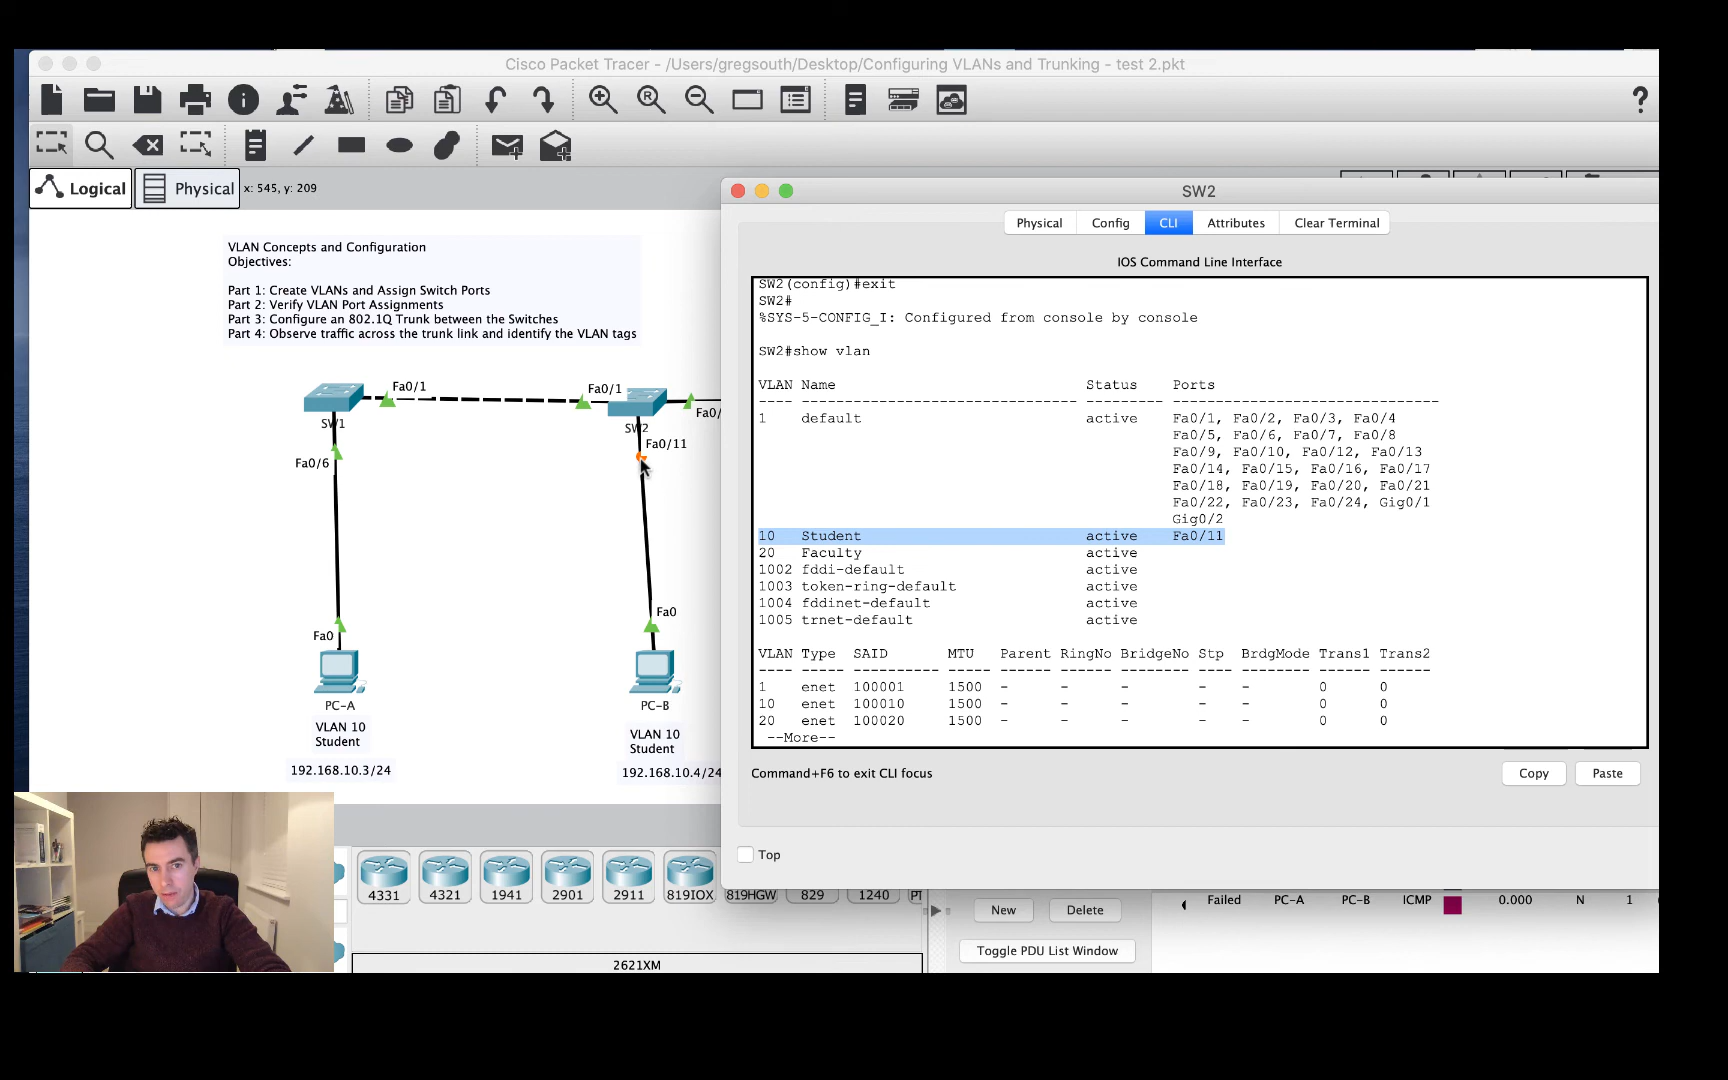 Cisco Packet Tracer - /Users/gregsouth/Desktop/Configuring VLANs and Trunking - test 2.pkt
?
Logical
Physical
x: 545, y: 209
VLAN Concepts and Configuration
Objectives:
Part 1: Create VLANs and Assign Switch Ports
Part 2: Verify VLAN Port Assignments
Part 3: Configure an 802.1Q Trunk between the Switches
Part 4: Observe traffic across the trunk link and identify the VLAN tags
Fa0/1
Fa0/1
SW1
SW2
Fa0/
Fa0/6
Fa0/11
Fa0
Fa0
PC-A
PC-B
VLAN 10
Student
VLAN 10
Student
192.168.10.3/24
192.168.10.4/24
SW2
Physical Config CLI Attributes Clear Terminal
IOS Command Line Interface
SW2(config)#exit
SW2#
%SYS-5-CONFIG_I: Configured from console by console
SW2#show vlan
VLAN Name Status Ports
---- -------------------------------- --------- -------------------------------
1 default active Fa0/1, Fa0/2, Fa0/3, Fa0/4
Fa0/5, Fa0/6, Fa0/7, Fa0/8
Fa0/9, Fa0/10, Fa0/12, Fa0/13
Fa0/14, Fa0/15, Fa0/16, Fa0/17
Fa0/18, Fa0/19, Fa0/20, Fa0/21
Fa0/22, Fa0/23, Fa0/24, Gig0/1
Gig0/2
10 Student active Fa0/11
20 Faculty active
1002 fddi-default active
1003 token-ring-default active
1004 fddinet-default active
1005 trnet-default active
VLAN Type SAID MTU Parent RingNo BridgeNo Stp BrdgMode Trans1 Trans2
---- ----- ---------- ----- ------ ------ -------- ---- -------- ------ ------
1 enet 100001 1500 - - - - - 0 0
10 enet 100010 1500 - - - - - 0 0
20 enet 100020 1500 - - - - - 0 0
--More--
Command+F6 to exit CLI focus
Copy
Paste
Top
4331 4321 1941 2901 2911 819IOX 819HGW 829 1240 PT
2621XM
New
Delete
Toggle PDU List Window
Failed PC-A PC-B ICMP 0.000 N 1